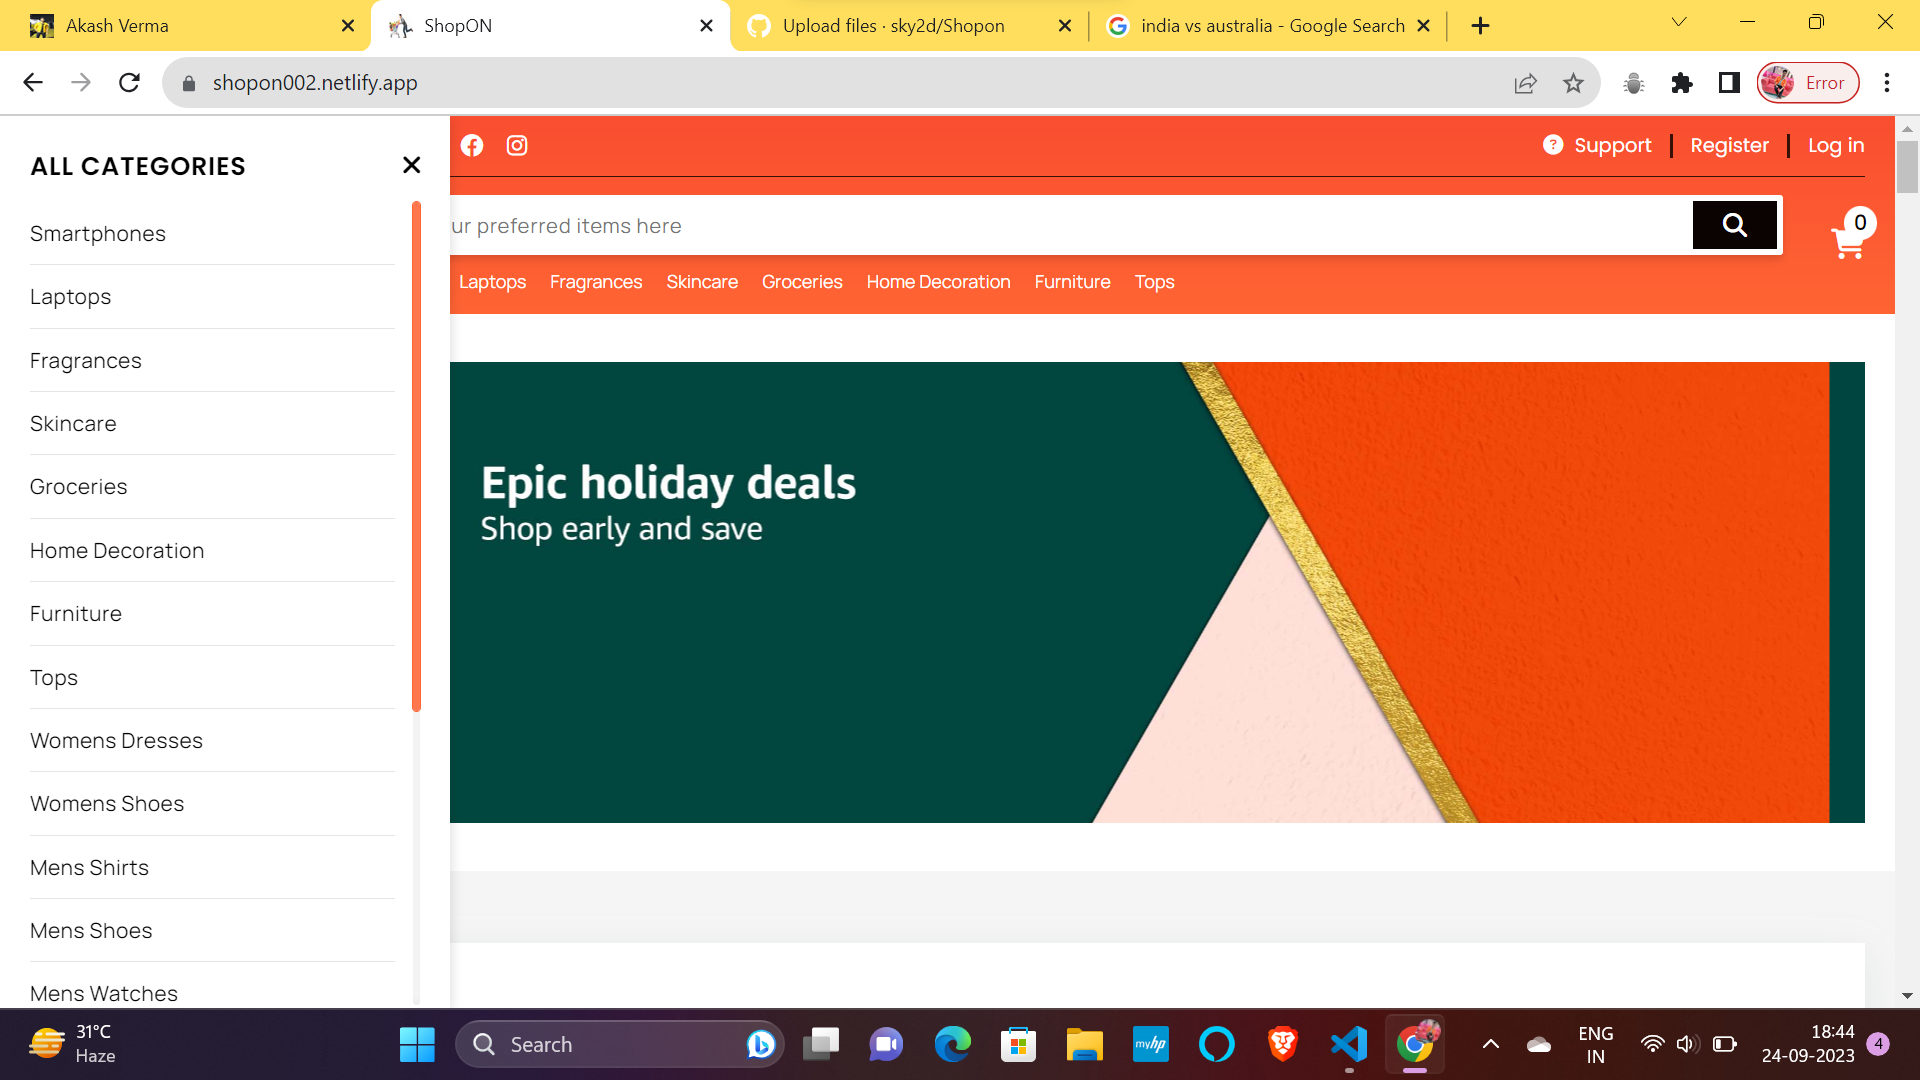 Akash Verma
ShopON
Upload files · sky2d/Shopon
india vs australia - Google Search
shopon002.netlify.app
Error
ALL CATEGORIES
Smartphones
Laptops
Fragrances
Skincare
Groceries
Home Decoration
Furniture
Tops
Womens Dresses
Womens Shoes
Mens Shirts
Mens Shoes
Mens Watches
? Support
Register
Log in
ur preferred items here
0
Laptops Fragrances Skincare Groceries Home Decoration Furniture Tops
Epic holiday deals
Shop early and save
31°C
Haze
Search
myhp
ENG
IN
18:44
24-09-2023
4